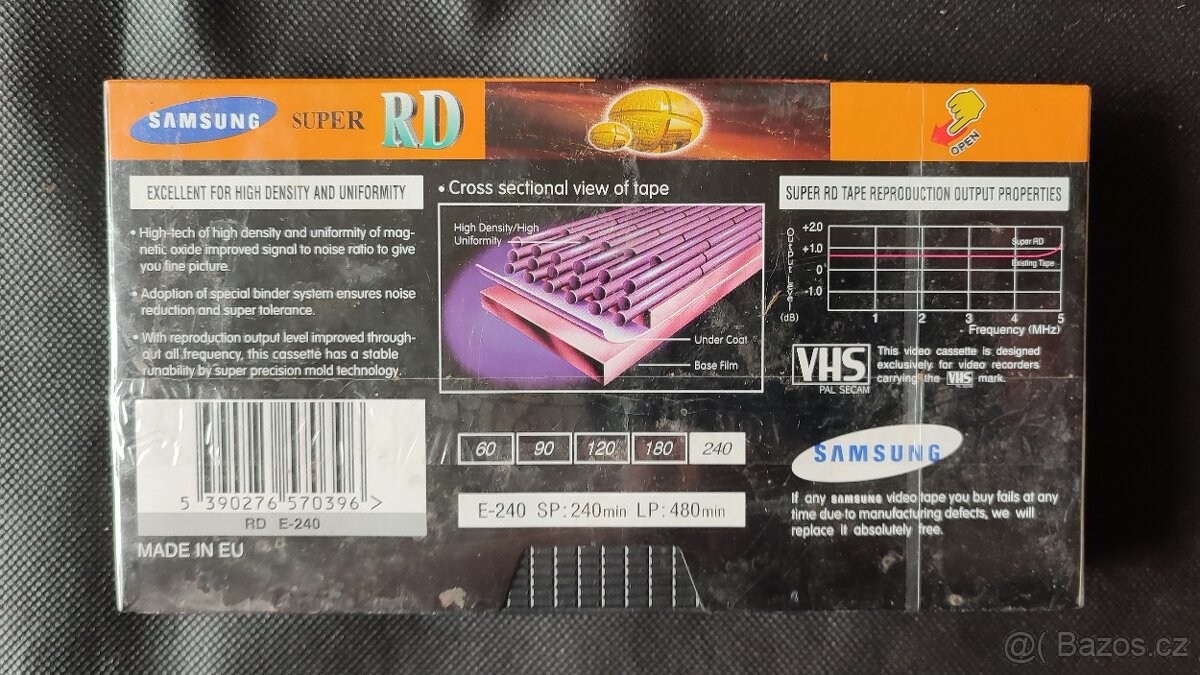 SAMSUNG SUPER RD
OPEN
EXCELLENT FOR HIGH DENSITY AND UNIFORMITY
• High-tech of high density and uniformity of mag-
netic oxide improved signal to noise ratio to give
you fine picture.
• Adoption of special binder system ensures noise
reduction and super tolerance.
• With reproduction output level improved through-
out all frequency, this cassette has a stable
runability by super precision mold technology.
5 390276 570396 >
RD E-240
MADE IN EU
• Cross sectional view of tape
High Density/High
Uniformity
Under Coat
Base Film
60 90 120 180 240
E-240 SP:240min LP:480min
SUPER RD TAPE REPRODUCTION OUTPUT PROPERTIES
Output Level
(dB)
+2.0
+1.0
0
-1.0
Super RD
Existing Tape
1 2 3 4 5
Frequency (MHz)
VHS
PAL SECAM
This video cassette is designed
exclusively for video recorders
carrying the VHS mark.
SAMSUNG
If any SAMSUNG video tape you buy fails at any
time due to manufacturing defects, we will
replace it absolutely free.
@( Bazos.cz